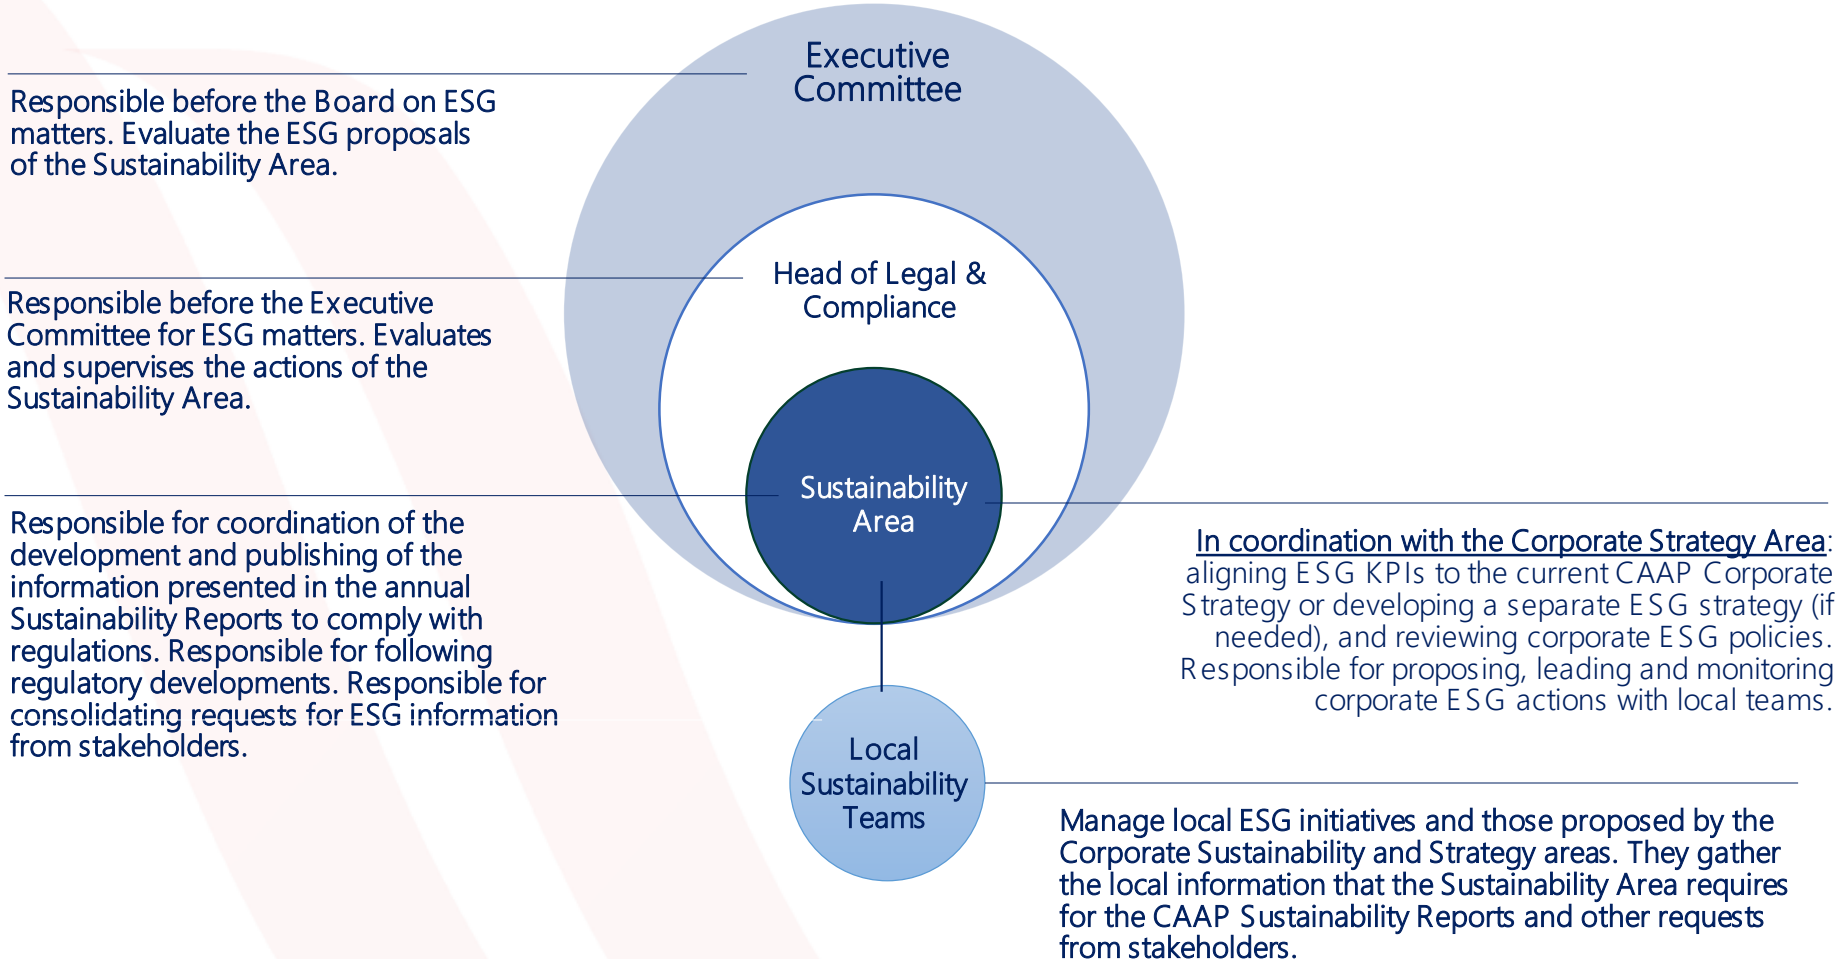 Executive
Committee
Responsible before the Board on ESG
matters. Evaluate the ESG proposals
of the Sustainability Area.
Head of Legal &
Compliance
Responsible before the Executive
Committee for ESG matters. Evaluates
and supervises the actions of the
Sustainability Area.
Sustainability
Area
Responsible for coordination of the
development and publishing of the
information presented in the annual
Sustainability Reports to comply with
regulations. Responsible for following
regulatory developments. Responsible for
consolidating requests for ESG information
from stakeholders.
In coordination with the Corporate Strategy Area:
aligning ESG KPIs to the current CAAP Corporate
Strategy or developing a separate ESG strategy (if
needed), and reviewing corporate ESG policies.
Responsible for proposing, leading and monitoring
corporate ESG actions with local teams.
Local
Sustainability
Teams
Manage local ESG initiatives and those proposed by the
Corporate Sustainability and Strategy areas. They gather
the local information that the Sustainability Area requires
for the CAAP Sustainability Reports and other requests
from stakeholders.